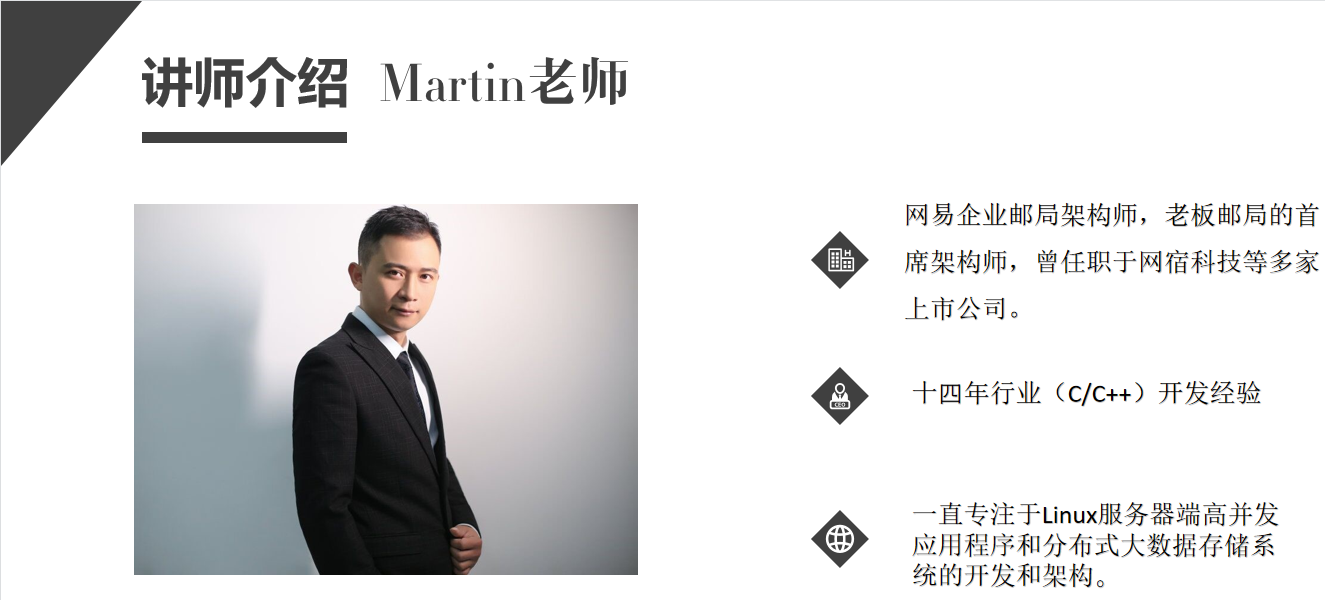 讲师介绍 Martin老师
网易企业邮局架构师，老板邮局的首
席架构师，曾任职于网宿科技等多家
上市公司。
十四年行业（C/C++）开发经验
一直专注于Linux服务器端高并发
应用程序和分布式大数据存储系
统的开发和架构。